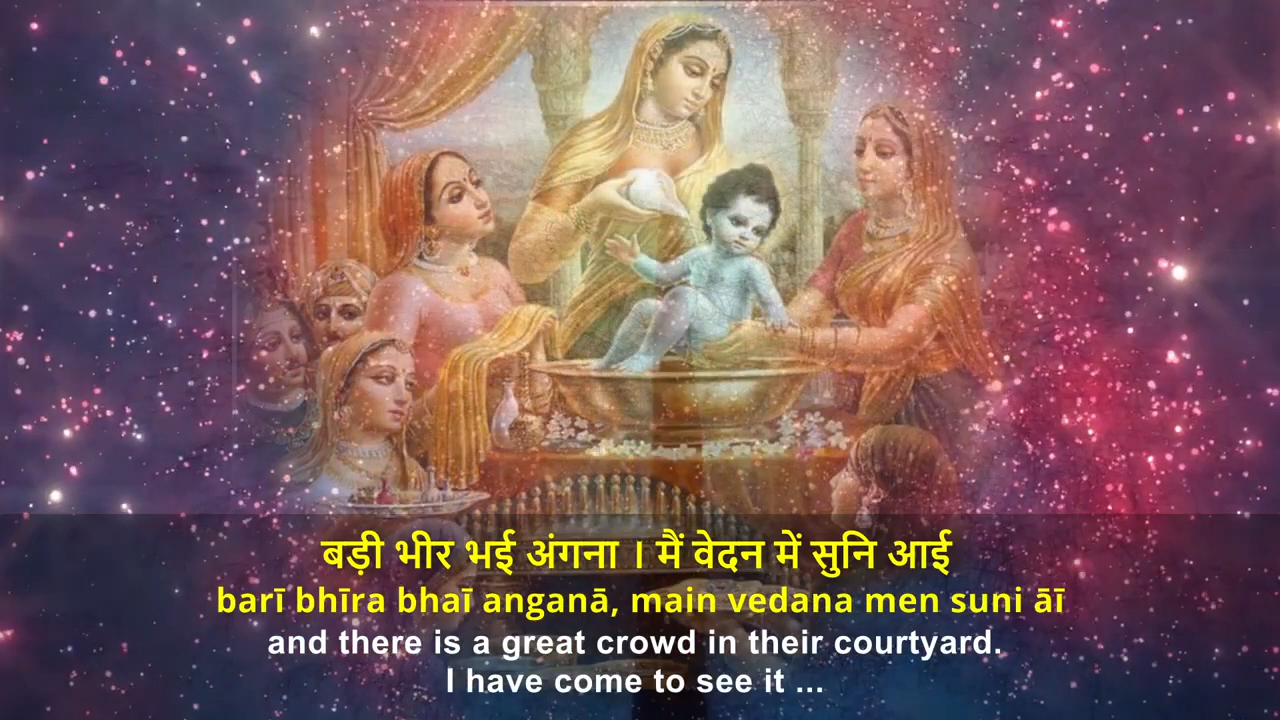 बड़ी भीर भई अंगना । मैं वेदन में सुनि आई
barī bhīra bhaī anganā, main vedana men suni āī
and there is a great crowd in their courtyard.
I have come to see it ...